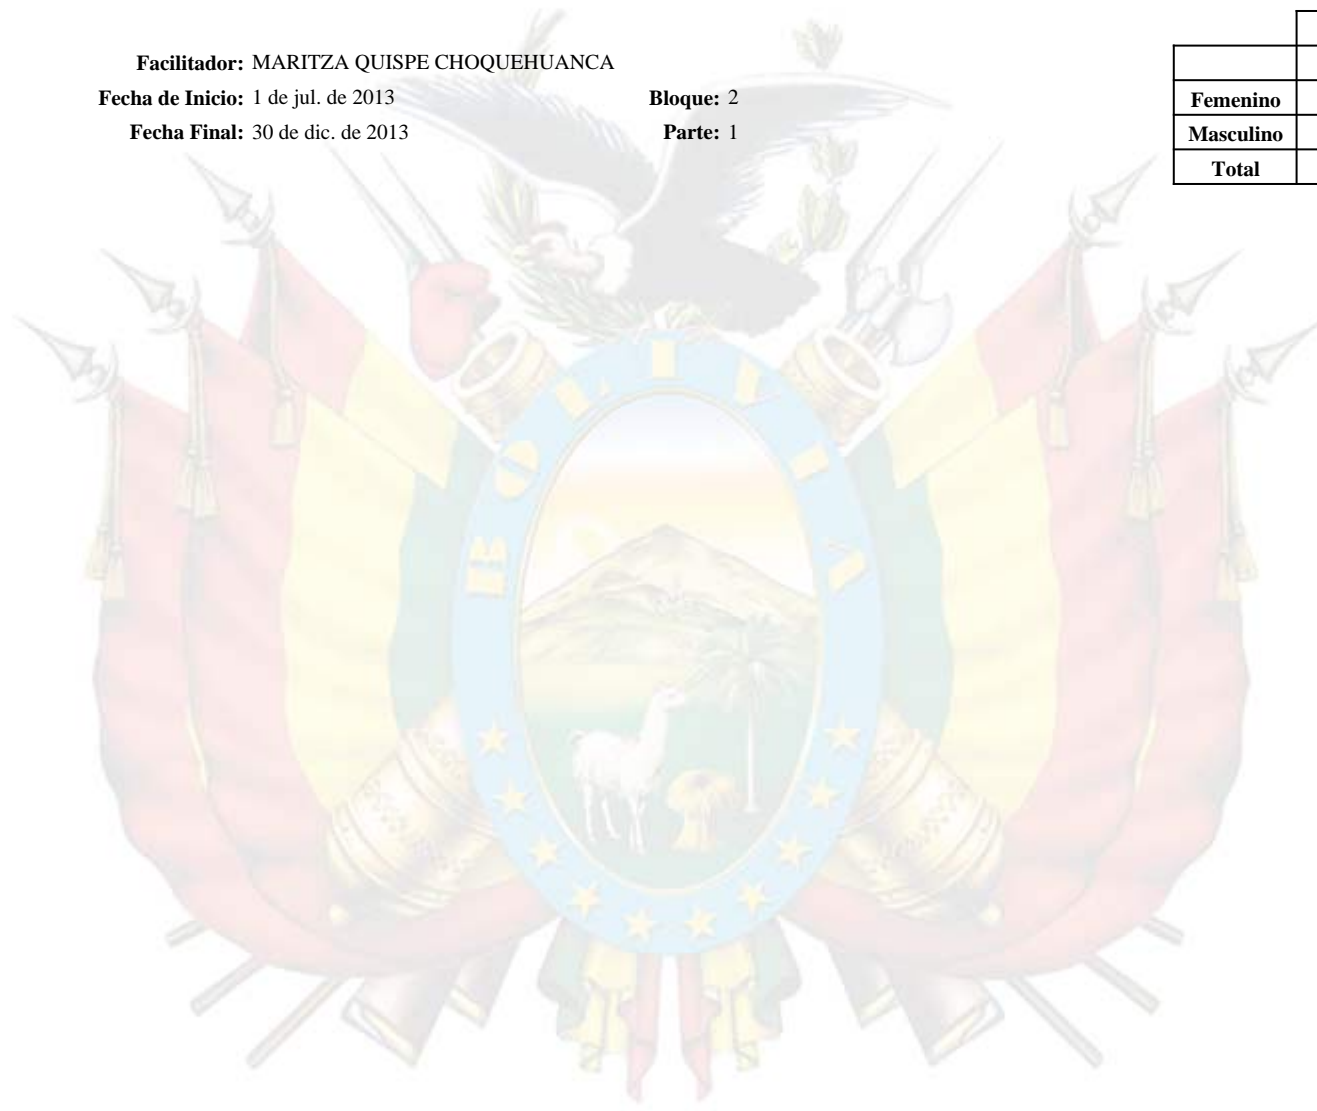 Facilitador: MARITZA QUISPE CHOQUEHUANCA
Fecha de Inicio: 1 de jul. de 2013 Bloque: 2
Fecha Final: 30 de dic. de 2013 Parte: 1
Femenino
Masculino
Total
BOLIVIA